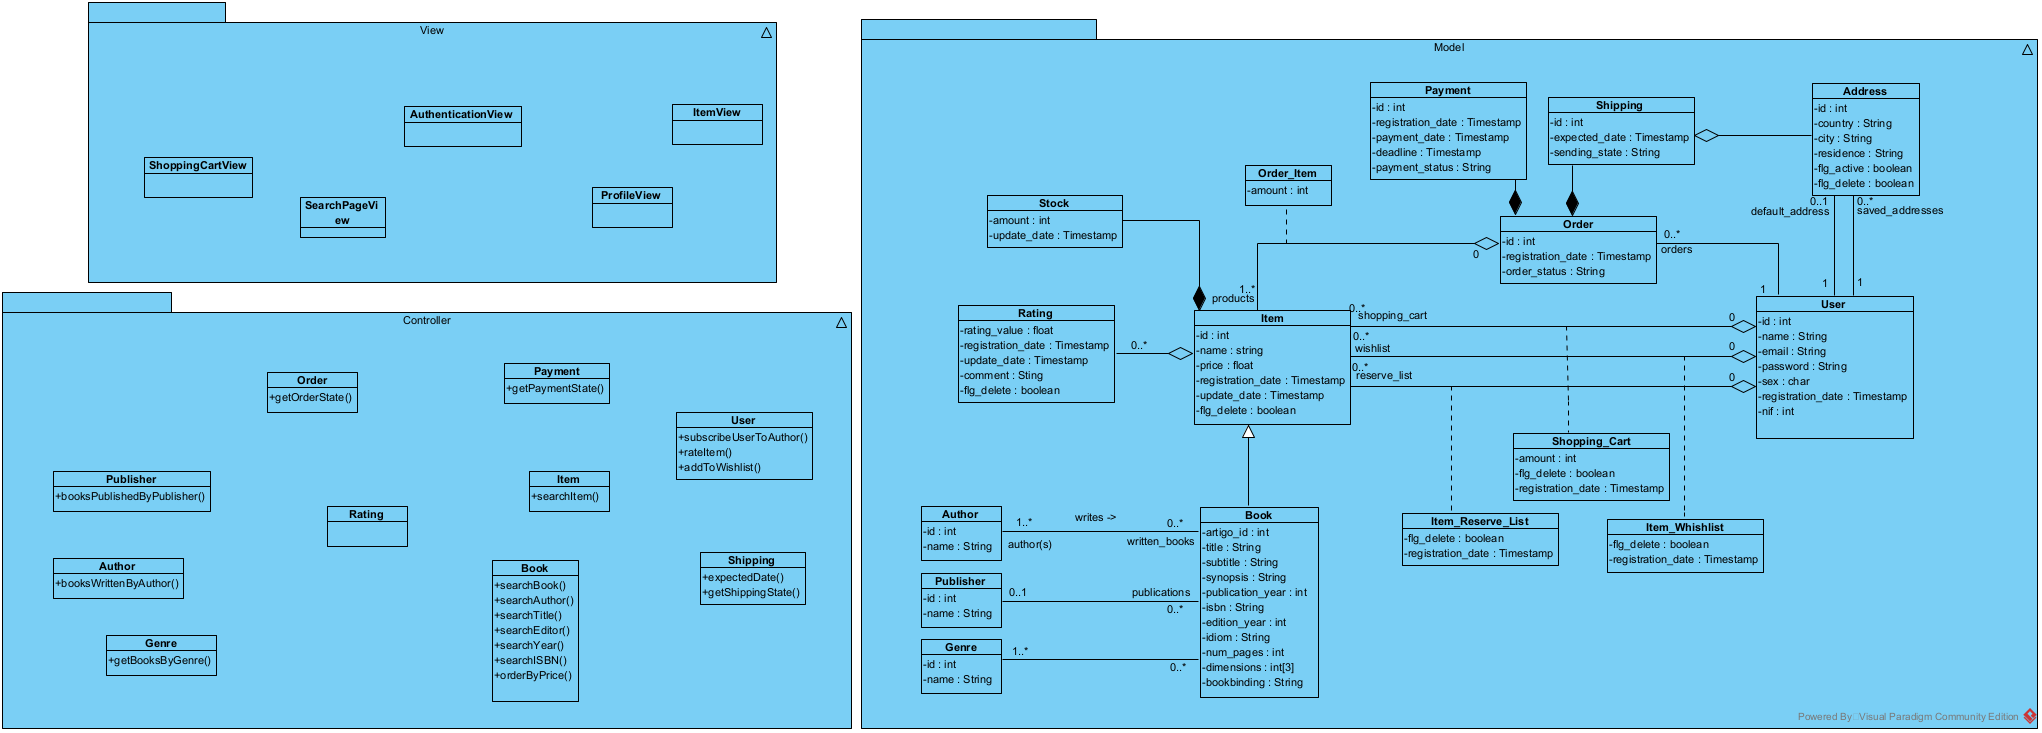 View
AuthenticationView
ItemView
ShoppingCartView
SearchPageVi
ew
ProfileView
Controller
Order
+getOrderState()
Payment
+getPaymentState()
User
+subscribeUserToAuthor()
+rateItem()
+addToWishlist()
Publisher
+booksPublishedByPublisher()
Item
+searchItem()
Rating
Author
+booksWrittenByAuthor()
Book
+searchBook()
+searchAuthor()
+searchTitle()
+searchEditor()
+searchYear()
+searchISBN()
+orderByPrice()
Shipping
+expectedDate()
+getShippingState()
Genre
+getBooksByGenre()
Model
Payment
-id : int
-registration_date : Timestamp
-payment_date : Timestamp
-deadline : Timestamp
-payment_status : String
Shipping
-id : int
-expected_date : Timestamp
-sending_state : String
Address
-id : int
-country : String
-city : String
-residence : String
-flg_active : boolean
-flg_delete : boolean
0..1
default_address
0..*
saved_addresses
Order_Item
-amount : int
Stock
-amount : int
-update_date : Timestamp
Order
-id : int
-registration_date : Timestamp
-order_status : String
0
0..*
orders
1
1
1
1..*
products
Rating
-rating_value : float
-registration_date : Timestamp
-update_date : Timestamp
-comment : Sting
-flg_delete : boolean
0..*
Item
-id : int
-name : string
-price : float
-registration_date : Timestamp
-update_date : Timestamp
-flg_delete : boolean
0..*
shopping_cart
0
0..*
wishlist
0
0..*
reserve_list
0
User
-id : int
-name : String
-email : String
-password : String
-sex : char
-registration_date : Timestamp
-nif : int
Shopping_Cart
-amount : int
-flg_delete : boolean
-registration_date : Timestamp
Item_Reserve_List
-flg_delete : boolean
-registration_date : Timestamp
Item_Whishlist
-flg_delete : boolean
-registration_date : Timestamp
Author
-id : int
-name : String
1..*
author(s)
writes ->
0..*
written_books
Publisher
-id : int
-name : String
0..1
publications
0..*
Genre
-id : int
-name : String
1..*
0..*
Book
-artigo_id : int
-title : String
-subtitle : String
-synopsis : String
-publication_year : int
-isbn : String
-edition_year : int
-idiom : String
-num_pages : int
-dimensions : int[3]
-bookbinding : String
Powered By Visual Paradigm Community Edition